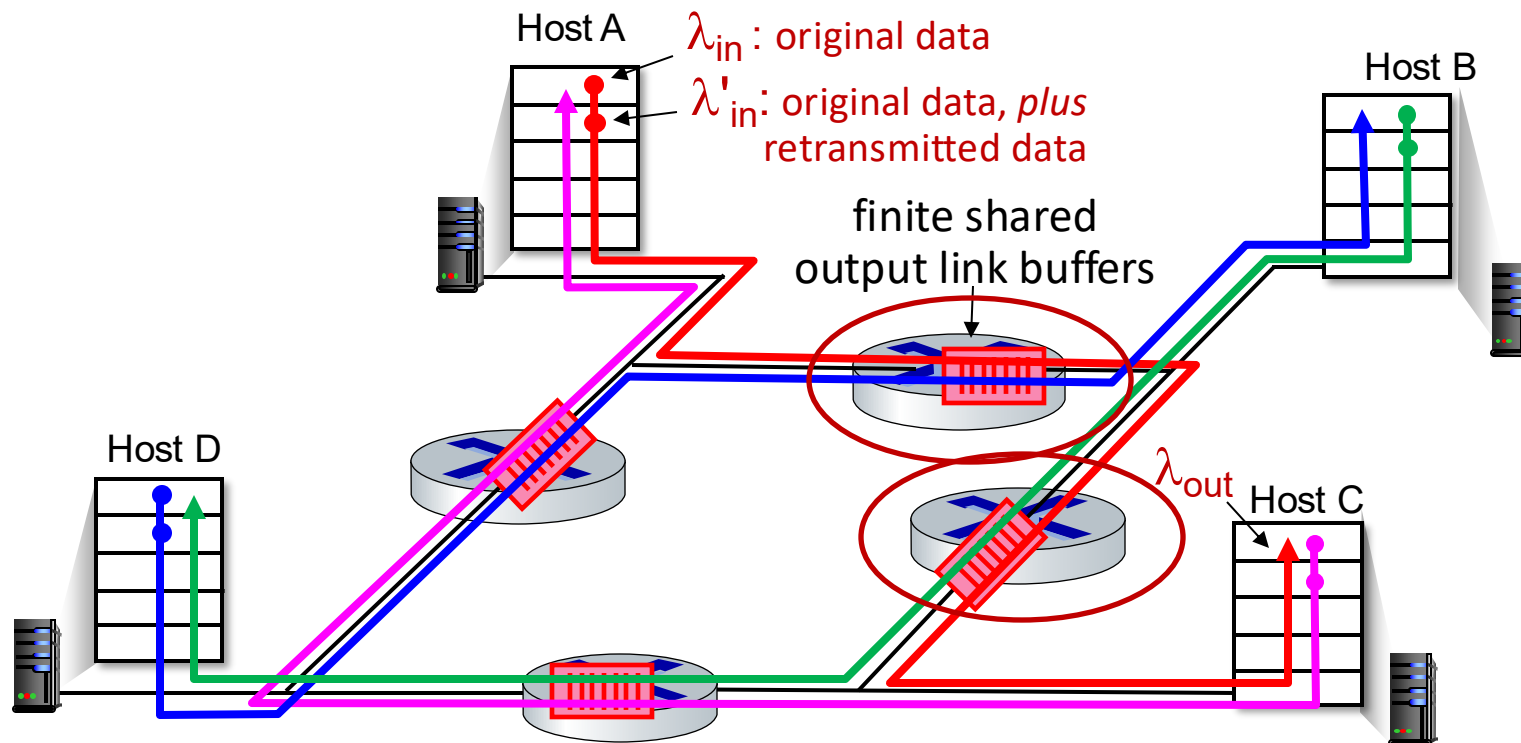 Host A
λin : original data
λ'in: original data, plus
retransmitted data
Host B
finite shared
output link buffers
Host D
λout
Host C